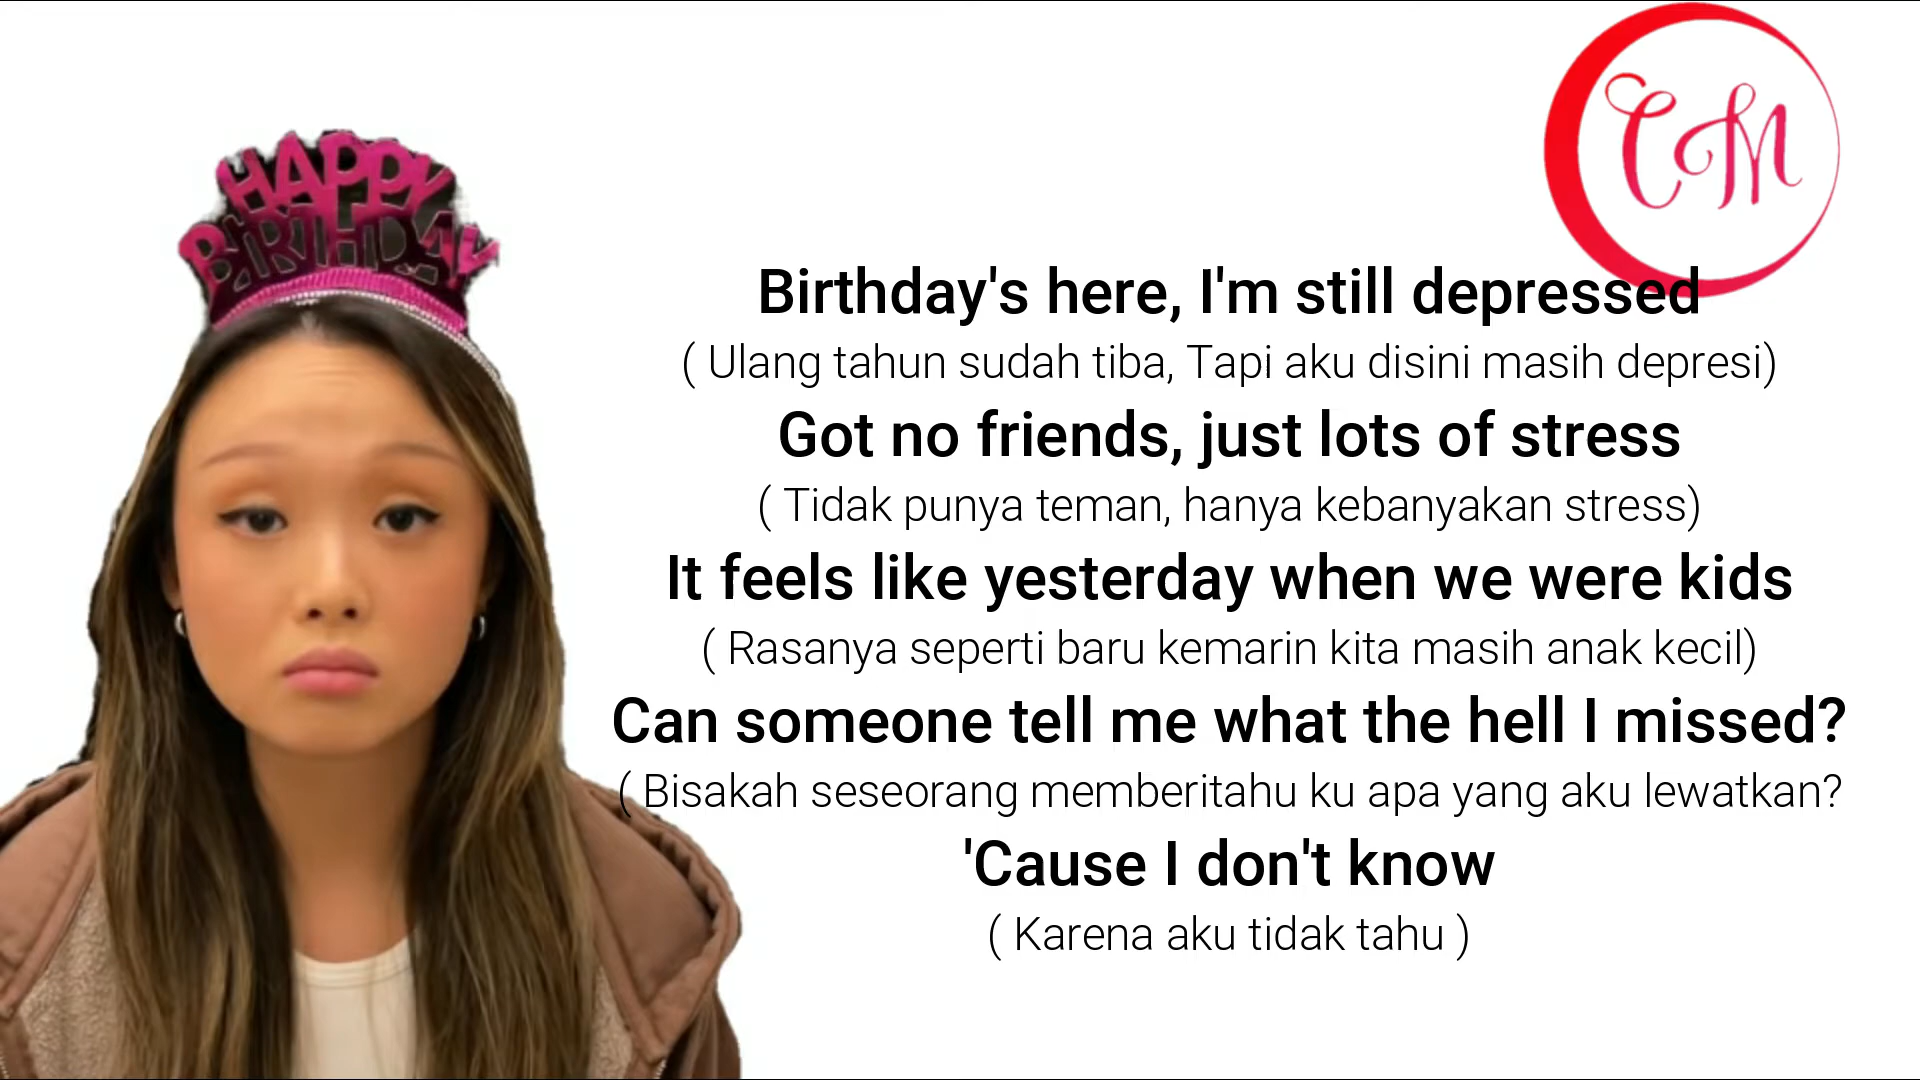 HAPPY
BIRTHDAY
CM
Birthday's here, I'm still depressed
( Ulang tahun sudah tiba, Tapi aku disini masih depresi)
Got no friends, just lots of stress
( Tidak punya teman, hanya kebanyakan stress)
It feels like yesterday when we were kids
( Rasanya seperti baru kemarin kita masih anak kecil)
Can someone tell me what the hell I missed?
( Bisakah seseorang memberitahu ku apa yang aku lewatkan?
'Cause I don't know
( Karena aku tidak tahu )